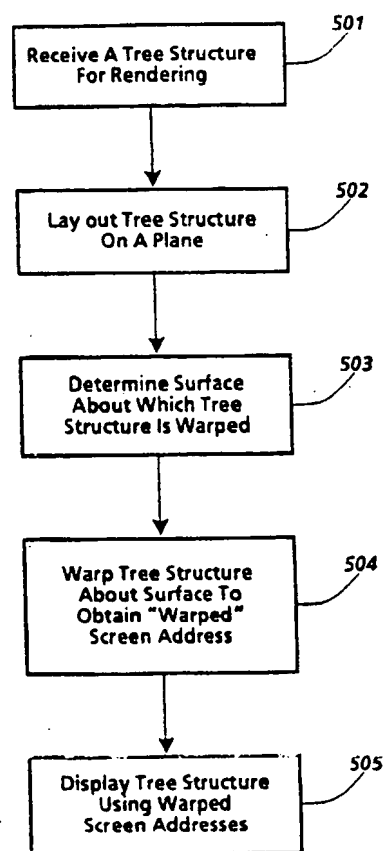 501
Receive A Tree Structure
For Rendering
502
Lay out Tree Structure
On A Plane
503
Determine Surface
About Which Tree
Structure Is Warped
504
Warp Tree Structure
About Surface To
Obtain "Warped"
Screen Address
505
Display Tree Structure
Using Warped
Screen Addresses